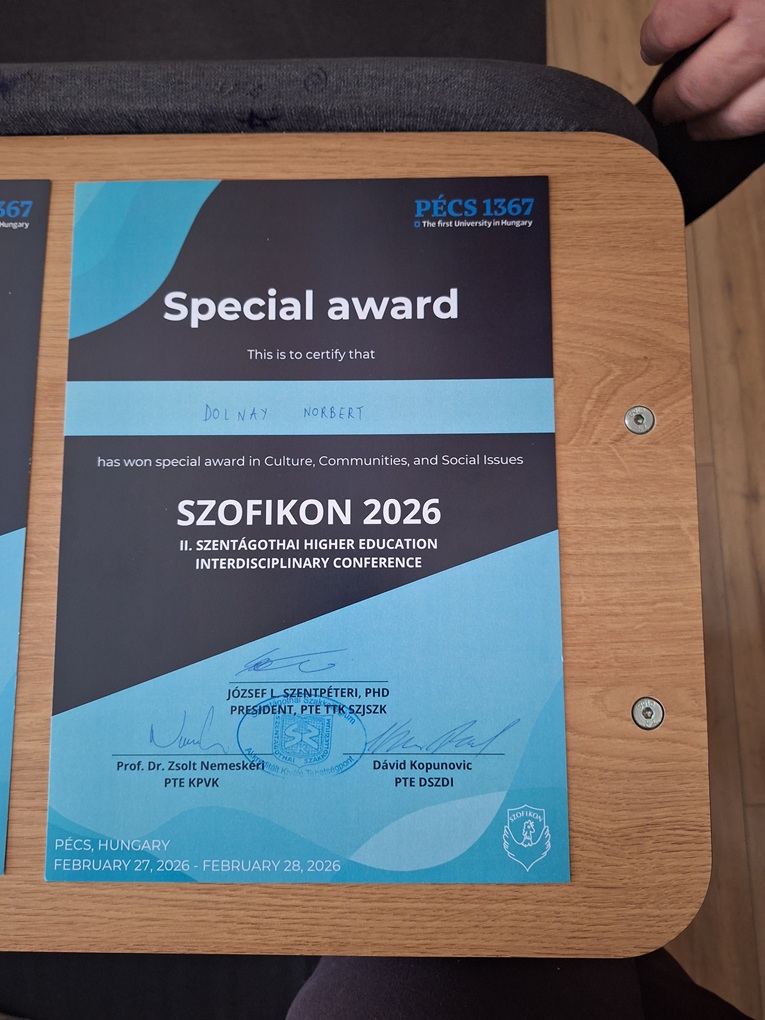 367
Hungary
PÉCS 1367
The first University in Hungary
Special award
This is to certify that
DOLNAY NORBERT
has won special award in Culture, Communities, and Social Issues
SZOFIKON 2026
II. SZENTÁGOTHAI HIGHER EDUCATION
INTERDISCIPLINARY CONFERENCE
JÓZSEF L. SZENTPÉTERI, PHD
PRESIDENT, PTE TTK SZJSZK
Prof. Dr. Zsolt Nemeskéri
PTE KPVK
Dávid Kopunovic
PTE DSZDI
SZOFIKON
PÉCS, HUNGARY
FEBRUARY 27, 2026 - FEBRUARY 28, 2026